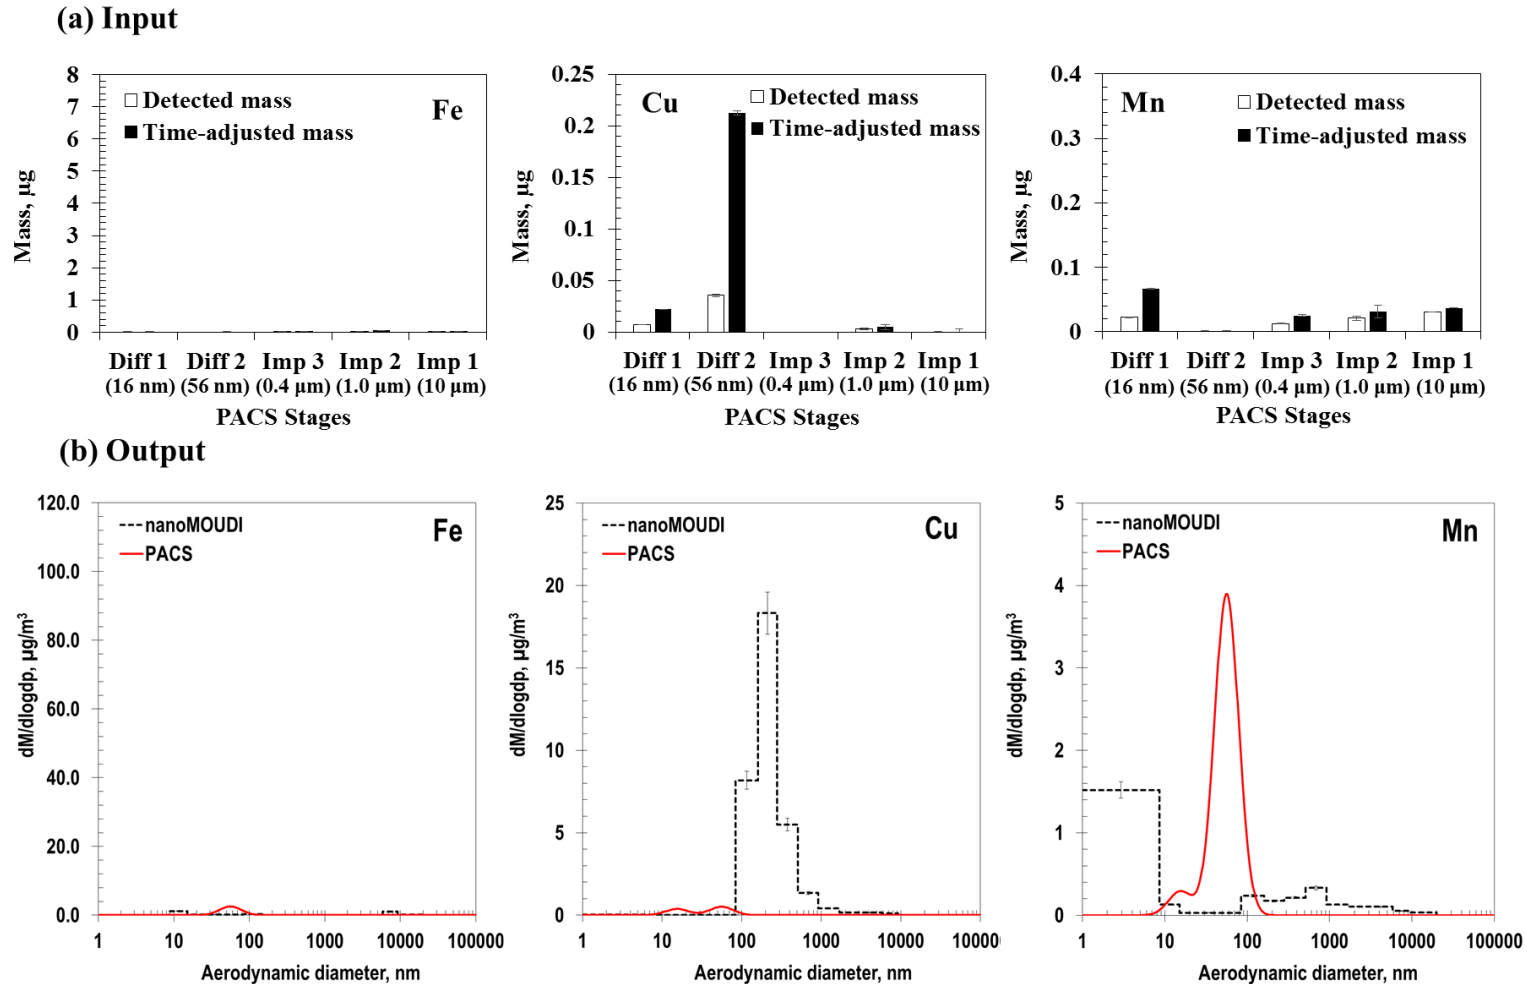 (a) Input
8
7
6
5
4
3
2
1
0
Mass, µg
Detected mass
Time-adjusted mass
Fe
Diff 1 Diff 2 Imp 3 Imp 2 Imp 1
(16 nm) (56 nm) (0.4 µm) (1.0 µm) (10 µm)
PACS Stages
0.25
0.2
0.15
0.1
0.05
0
Mass, µg
Cu
Detected mass
Time-adjusted mass
Diff 1 Diff 2 Imp 3 Imp 2 Imp 1
(16 nm) (56 nm) (0.4 µm) (1.0 µm) (10 µm)
PACS Stages
0.4
0.3
0.2
0.1
0
Mass, µg
Mn
Detected mass
Time-adjusted mass
Diff 1 Diff 2 Imp 3 Imp 2 Imp 1
(16 nm) (56 nm) (0.4 µm) (1.0 µm) (10 µm)
PACS Stages
(b) Output
120.0
100.0
80.0
60.0
40.0
20.0
0.0
dM/dlogdp, µg/m³
nanoMOUDI
PACS
Fe
1 10 100 1000 10000 100000
Aerodynamic diameter, nm
25
20
15
10
5
0
dM/dlogdp, µg/m³
nanoMOUDI
PACS
Cu
1 10 100 1000 10000 10000
Aerodynamic diameter, nm
5
4
3
2
1
0
dM/dlogdp, µg/m³
nanoMOUDI
PACS
Mn
1 10 100 1000 10000 100000
Aerodynamic diameter, nm